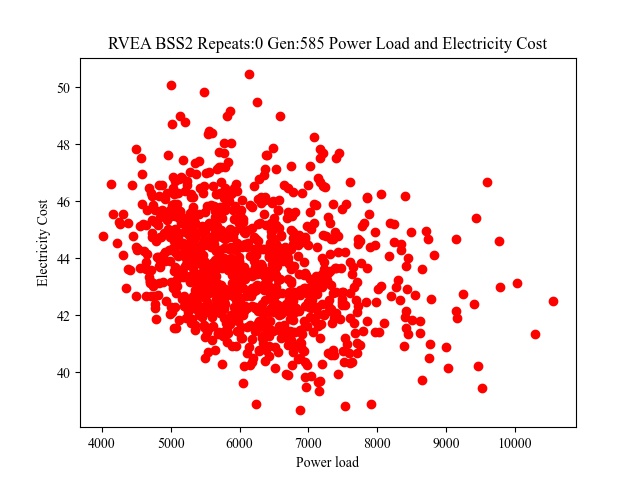 RVEA BSS2 Repeats:0 Gen:585 Power Load and Electricity Cost
50
48
46
44
42
40
Electricity Cost
4000 5000 6000 7000 8000 9000 10000
Power load